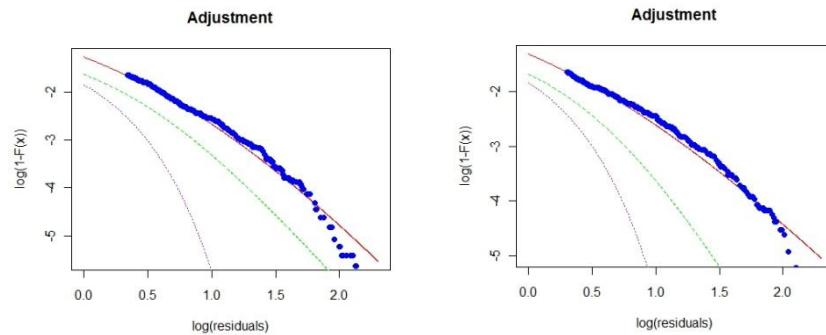 Adjustment
log(1-F(x))
-2
-3
-4
-5
0.0 0.5 1.0 1.5 2.0
log(residuals)
Adjustment
log(1-F(x))
-2
-3
-4
-5
0.0 0.5 1.0 1.5 2.0
log(residuals)